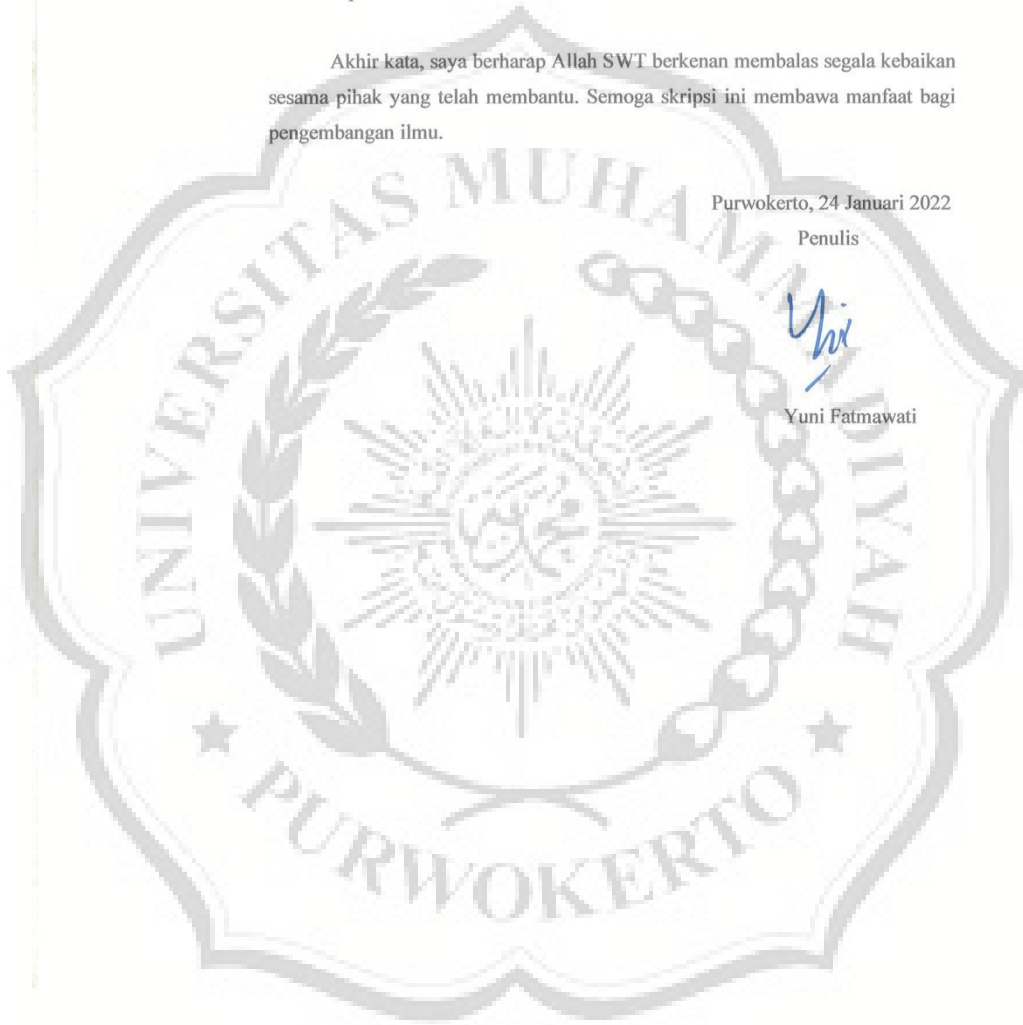 Akhir kata, saya berharap Allah SWT berkenan membalas segala kebaikan
sesama pihak yang telah membantu. Semoga skripsi ini membawa manfaat bagi
pengembangan ilmu.
Purwokerto, 24 Januari 2022
Penulis
Yuni Fatmawati
UNIVERSITAS MUHAMMADIYAH
PURWOKERTO